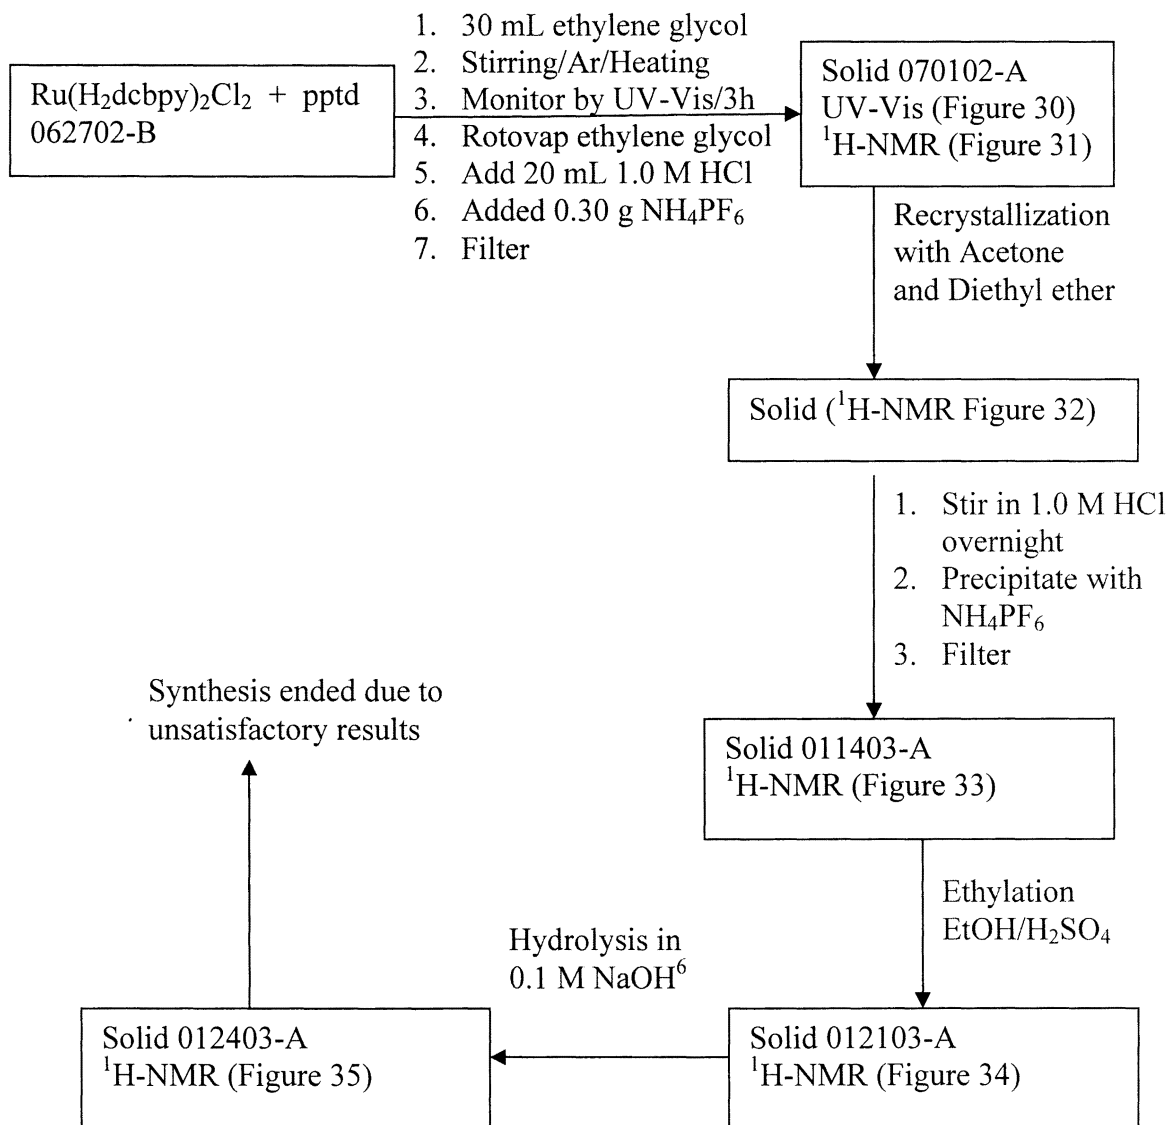 Ru(H₂dcbpy)₂Cl₂ + pptd
062702-B
1. 30 mL ethylene glycol
2. Stirring/Ar/Heating
3. Monitor by UV-Vis/3h
4. Rotovap ethylene glycol
5. Add 20 mL 1.0 M HCl
6. Added 0.30 g NH₄PF₆
7. Filter
Solid 070102-A
UV-Vis (Figure 30)
¹H-NMR (Figure 31)
Recrystallization
with Acetone
and Diethyl ether
Solid (¹H-NMR Figure 32)
1. Stir in 1.0 M HCl
overnight
2. Precipitate with
NH₄PF₆
3. Filter
Solid 011403-A
¹H-NMR (Figure 33)
Ethylation
EtOH/H₂SO₄
Solid 012103-A
¹H-NMR (Figure 34)
Hydrolysis in
0.1 M NaOH⁶
Solid 012403-A
¹H-NMR (Figure 35)
Synthesis ended due to
unsatisfactory results